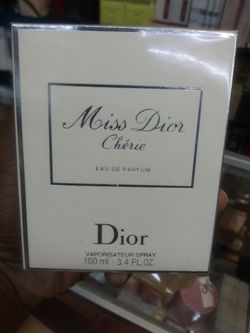 Miss Dior
Chérie
EAU DE PARFUM
Dior
VAPORISATEUR SPRAY
100 ml - 3.4 FL.OZ